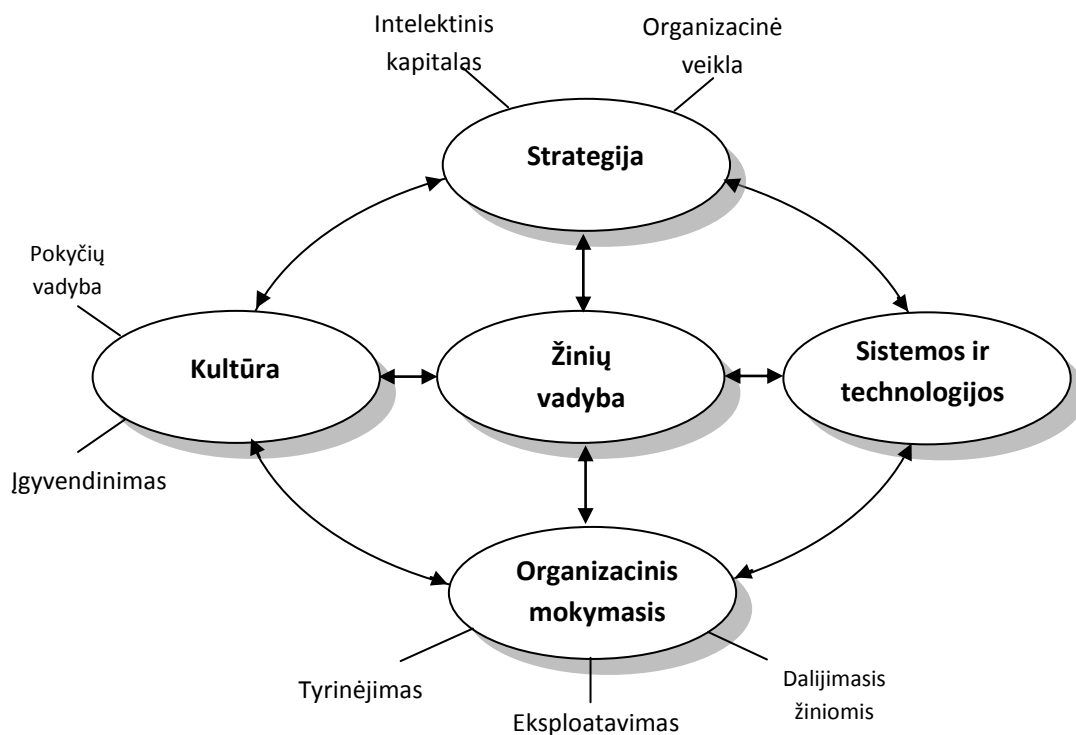 Intelektinis
kapitalas
Organizacinė
veikla
Strategija
Pokyčių
vadyba
Kultūra
Žinių
vadyba
Sistemos ir
technologijos
Įgyvendinimas
Organizacinis
mokymasis
Tyrinėjimas
Eksploatavimas
Dalijimasis
žiniomis